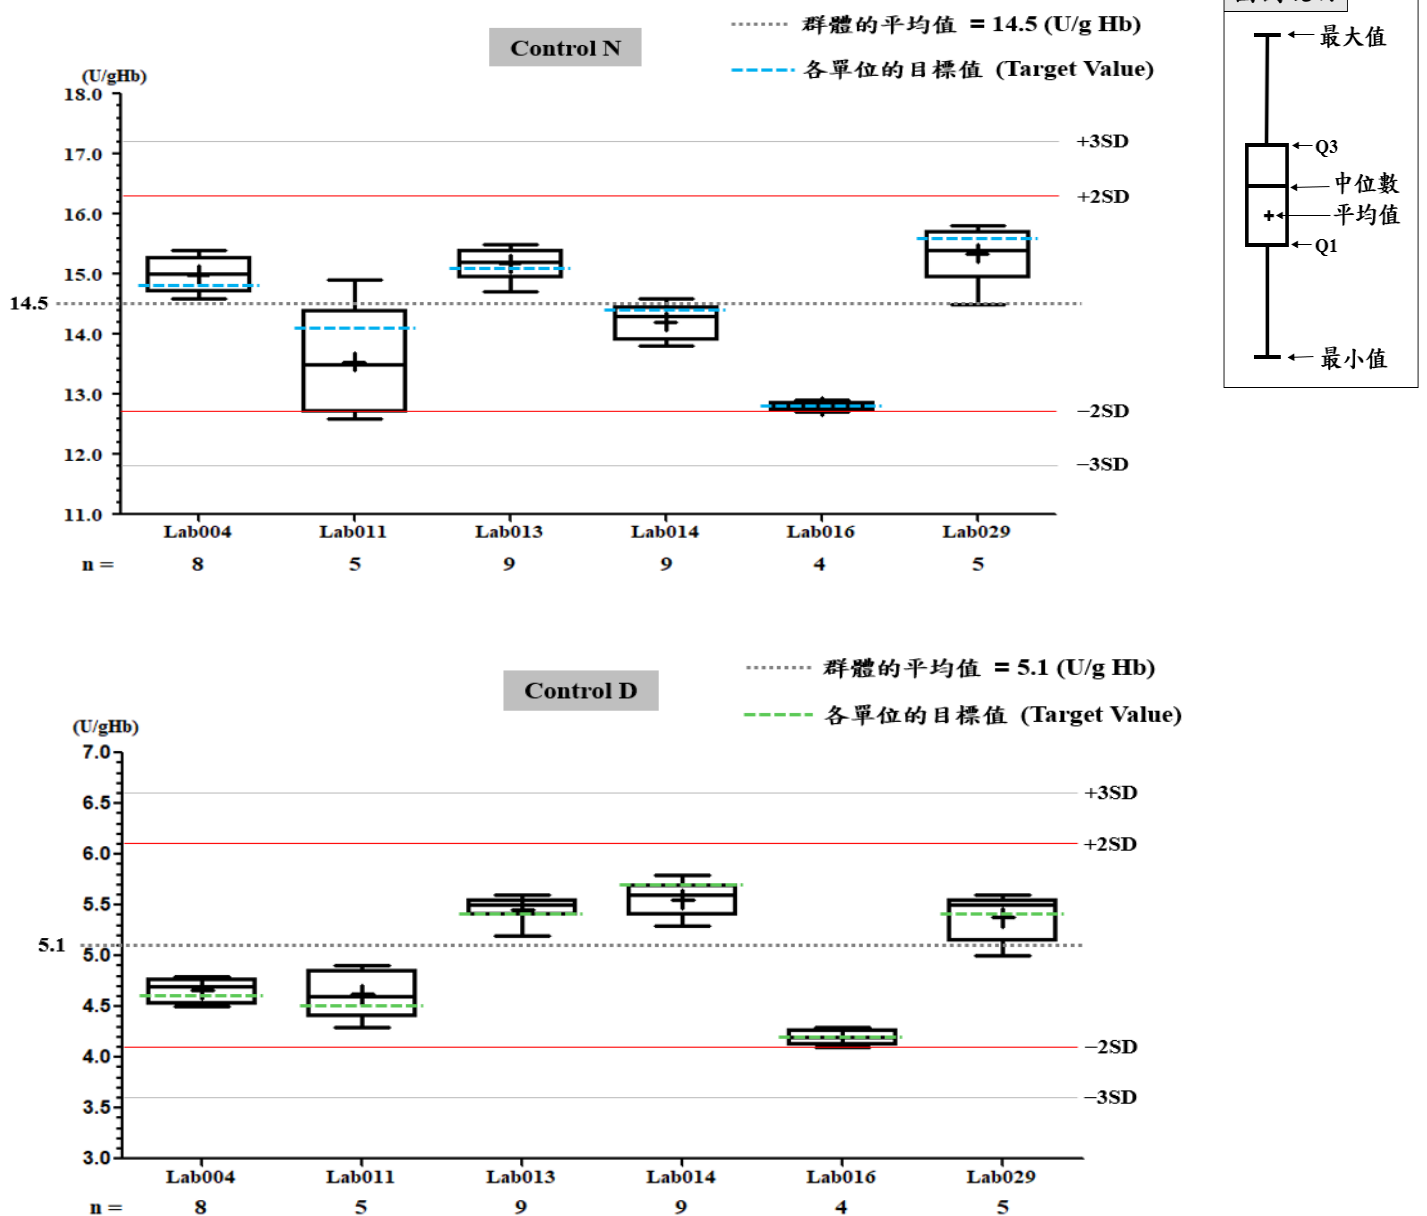 Control N
群體的平均值 = 14.5 (U/g Hb)
各單位的目標值 (Target Value)
(U/gHb)
18.0
17.0
16.0
15.0
14.5
14.0
13.0
12.0
11.0
+3SD
+2SD
−2SD
−3SD
Lab004 Lab011 Lab013 Lab014 Lab016 Lab029
n = 8 5 9 9 4 5
最大值
Q3
中位數
平均值
Q1
最小值
Control D
群體的平均值 = 5.1 (U/g Hb)
各單位的目標值 (Target Value)
(U/gHb)
7.0
6.5
6.0
5.5
5.1
5.0
4.5
4.0
3.5
3.0
+3SD
+2SD
−2SD
−3SD
Lab004 Lab011 Lab013 Lab014 Lab016 Lab029
n = 8 5 9 9 4 5